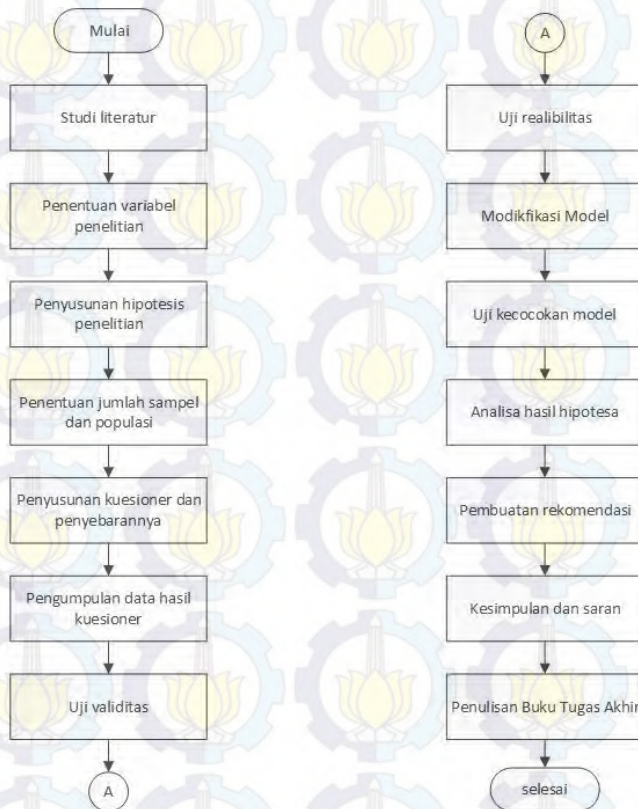 Mulai
Studi literatur
Penentuan variabel
penelitian
Penyusunan hipotesis
penelitian
Penentuan jumlah sampel
dan populasi
Penyusunan kuesioner dan
penyebarannya
Pengumpulan data hasil
kuesioner
Uji validitas
A
A
Uji realibilitas
Modikfikasi Model
Uji kecocokan model
Analisa hasil hipotesa
Pembuatan rekomendasi
Kesimpulan dan saran
Penulisan Buku Tugas Akhir
selesai